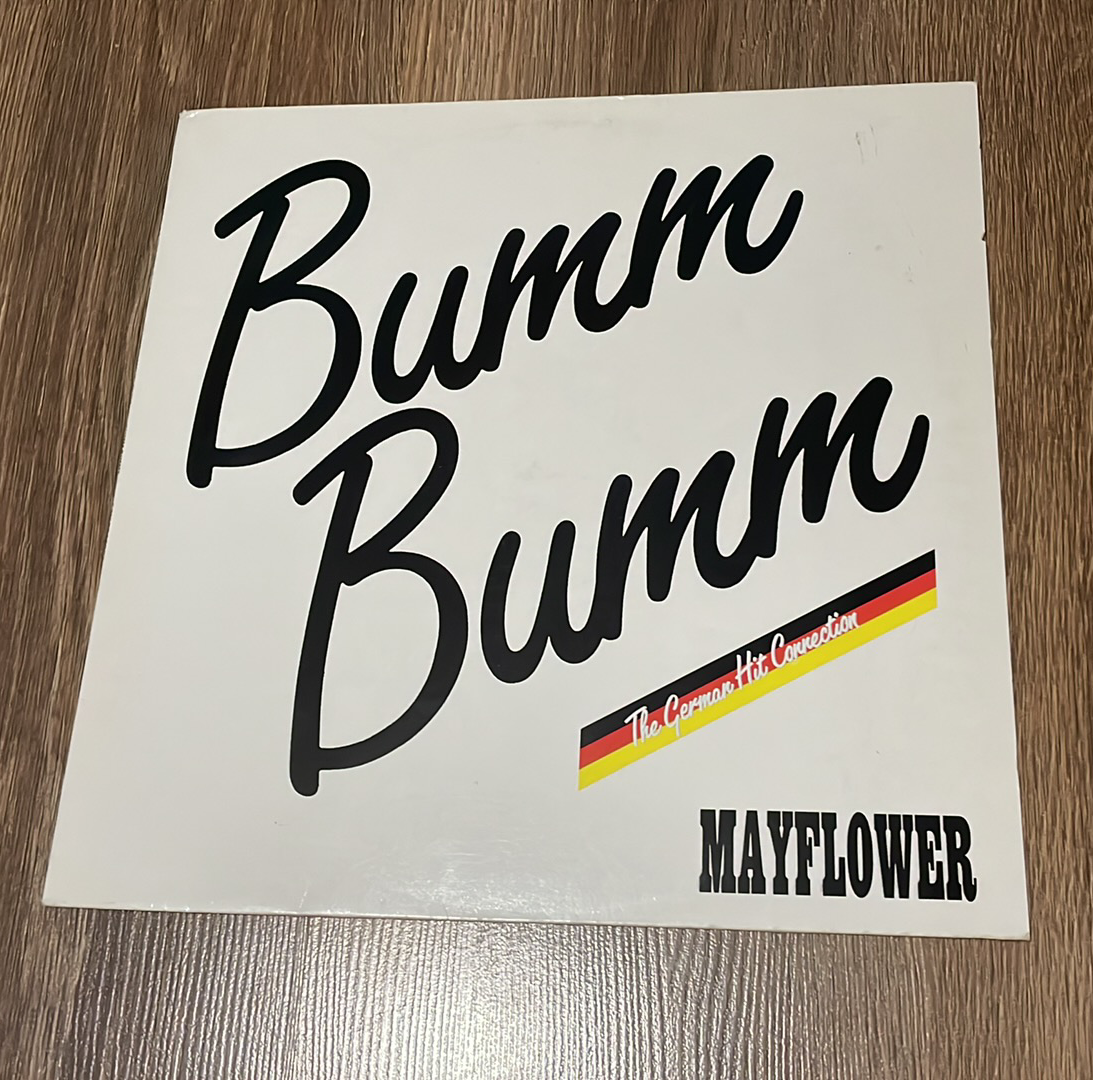 Bumm
Bumm
The German Hit Connection
MAYFLOWER